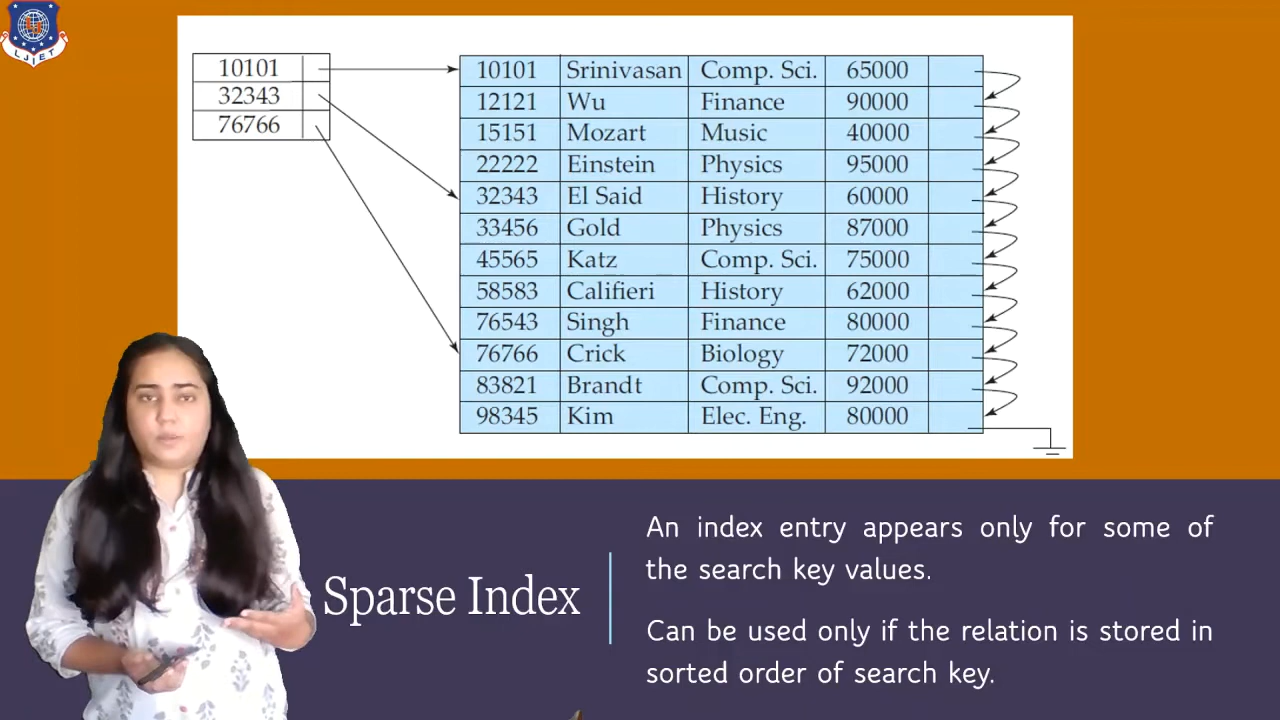 LJIET
10101
32343
76766
10101 Srinivasan Comp. Sci. 65000
12121 Wu Finance 90000
15151 Mozart Music 40000
22222 Einstein Physics 95000
32343 El Said History 60000
33456 Gold Physics 87000
45565 Katz Comp. Sci. 75000
58583 Califieri History 62000
76543 Singh Finance 80000
76766 Crick Biology 72000
83821 Brandt Comp. Sci. 92000
98345 Kim Elec. Eng. 80000
Sparse Index
An index entry appears only for some of
the search key values.
Can be used only if the relation is stored in
sorted order of search key.